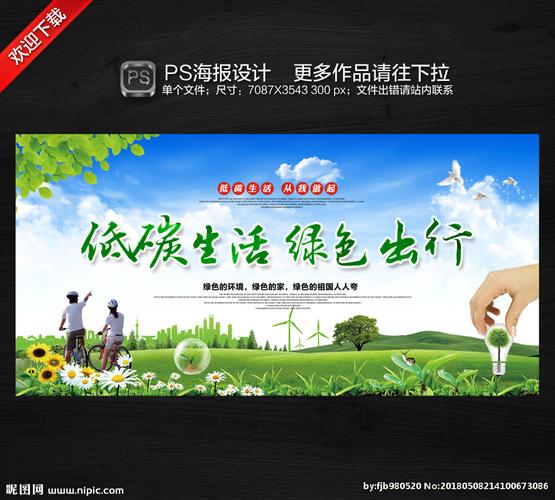 欢迎下载
PS
PS海报设计 更多作品请往下拉
单个文件；尺寸：7087X3543 300 px；文件出错请站内联系
低碳生活 从我做起
低碳生活 绿色出行
绿色的环境，绿色的家，绿色的祖国人人夸
昵图网 www.nipic.com
by:fjb980520 No:20180508214100673086